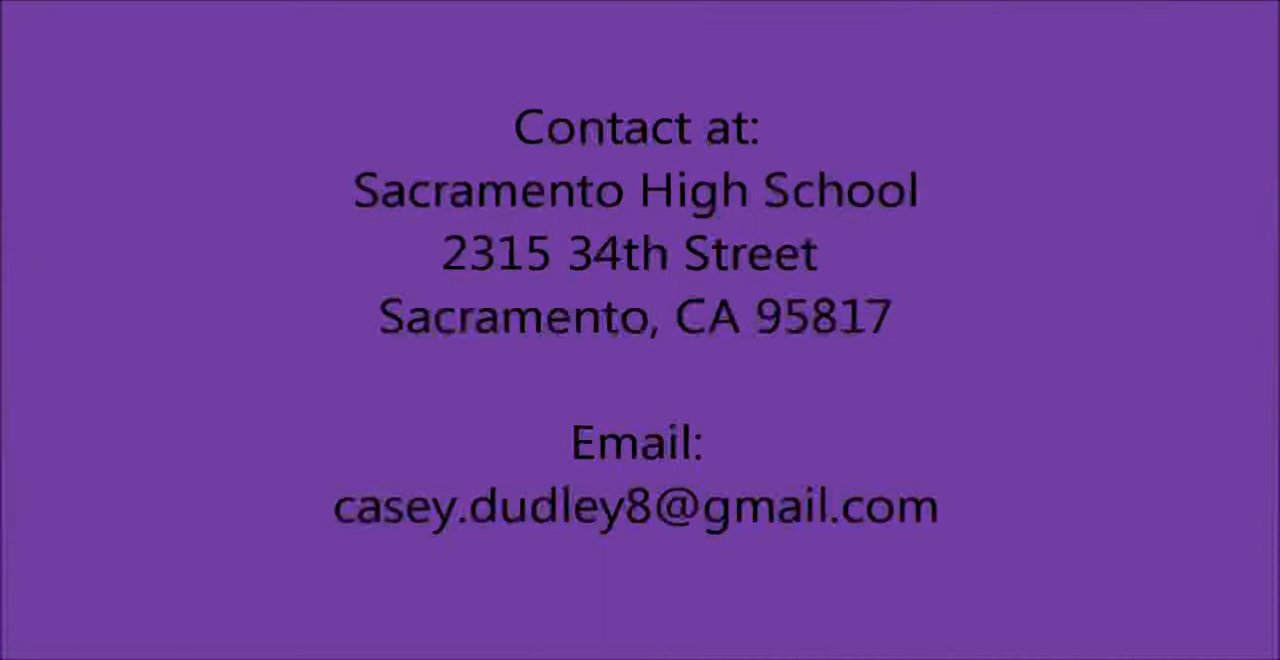 Contact at:
Sacramento High School
2315 34th Street
Sacramento, CA 95817
Email:
casey.dudley8@gmail.com